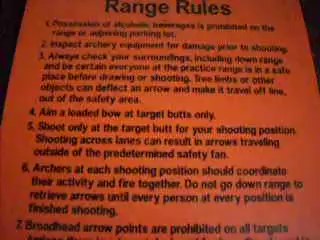 Range Rules
1. Possession of alcoholic beverages is prohibited on the
range or adjoining parking lot.
2. Inspect archery equipment for damage prior to shooting.
3. Always check your surroundings, including down range
and be certain everyone at the practice range is in a safe
place before drawing or shooting. Tree limbs or other
objects can deflect an arrow and make it travel off line,
out of the safety area.
4. Aim a loaded bow at target butts only.
5. Shoot only at the target butt for your shooting position.
Shooting across lanes can result in arrows traveling
outside of the predetermined safety fan.
6. Archers at each shooting position should coordinate
their activity and fire together. Do not go down range to
retrieve arrows until every person at every position is
finished shooting.
7. Broadhead arrow points are prohibited on all targets